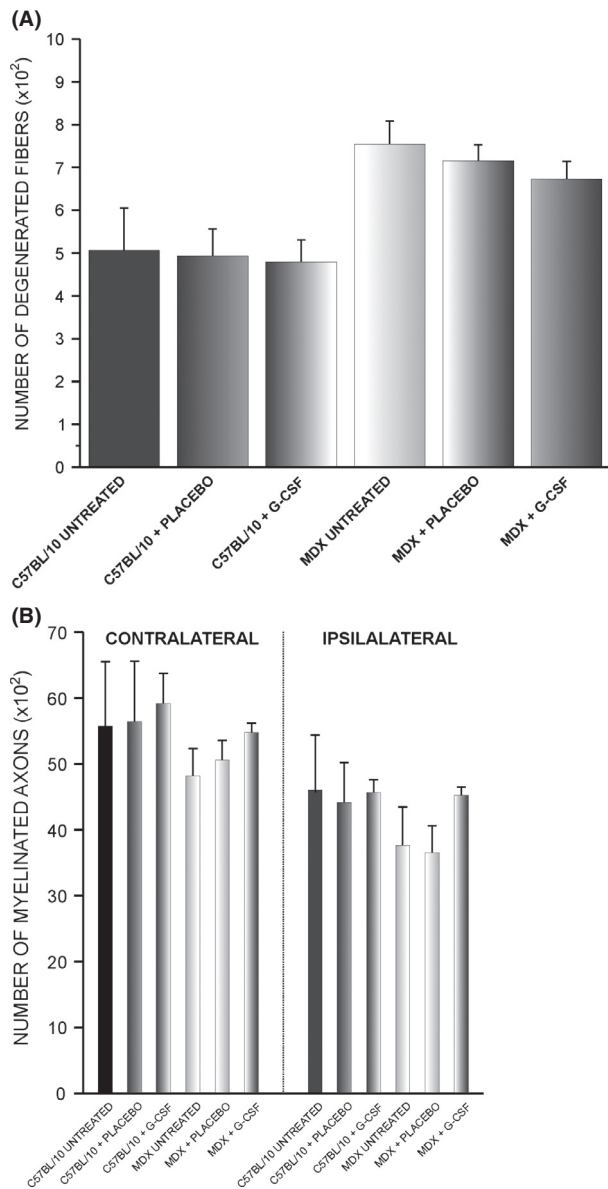 (A)
NUMBER OF DEGENERATED FIBERS (x10²)
10
9
8
7
6
5
4
3
2
1
0
C57BL/10 UNTREATED
C57BL/10 + PLACEBO
C57BL/10 + G-CSF
MDX UNTREATED
MDX + PLACEBO
MDX + G-CSF
(B)
NUMBER OF MYELINATED AXONS (x10²)
70
60
50
40
30
20
10
0
CONTRALATERAL
IPSILALATERAL
C57BL/10 UNTREATED
C57BL/10 + PLACEBO
C57BL/10 + G-CSF
MDX UNTREATED
MDX + PLACEBO
MDX + G-CSF
C57BL/10 UNTREATED
C57BL/10 + PLACEBO
C57BL/10 + G-CSF
MDX UNTREATED
MDX + PLACEBO
MDX + G-CSF